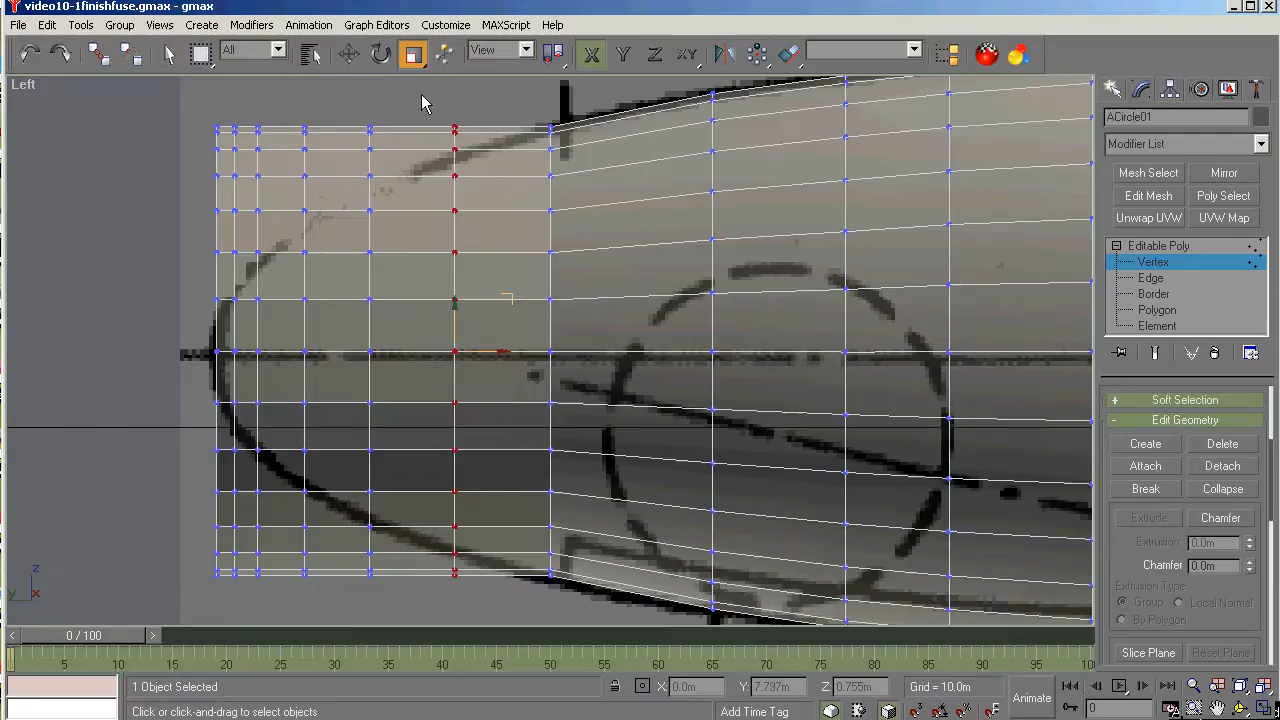 video10-1finishfuse.gmax - gmax
File Edit Tools Group Views Create Modifiers Animation Graph Editors Customize MAXScript Help
All View X Y Z XY
Left
ACircle01
Modifier List
Mesh Select Mirror
Edit Mesh Poly Select
Unwrap UVW UVW Map
Editable Poly
Vertex
Edge
Border
Polygon
Element
+ Soft Selection
- Edit Geometry
Create Delete
Attach Detach
Break Collapse
Extrude Chamfer
Extrusion: 0.0m
Chamfer 0.0m
Extrusion Type:
Group Local Normal
By Polygon
Slice Plane Reset Plane
z
y x
< 0 / 100 >
5 10 15 20 25 30 35 40 45 50 55 60 65 70 75 80 85 90 95 100
1 Object Selected X: 0.0m Y: 7.797m Z: 0.755m Grid = 10.0m
Click or click-and-drag to select objects Add Time Tag Animate 0